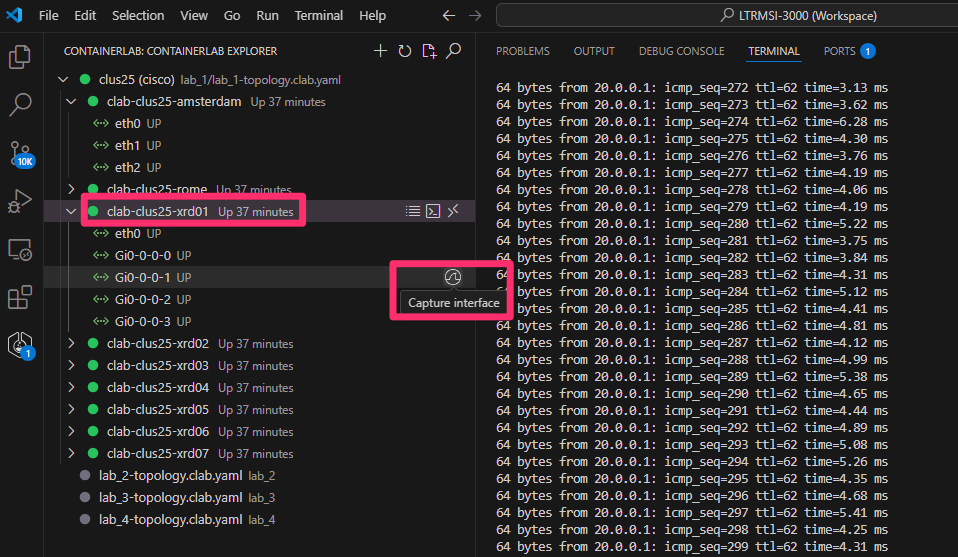 File Edit Selection View Go Run Terminal Help
LTRMSI-3000 (Workspace)
CONTAINERLAB: CONTAINERLAB EXPLORER
clus25 (cisco) lab_1/lab_1-topology.clab.yaml
clab-clus25-amsterdam Up 37 minutes
eth0 UP
eth1 UP
eth2 UP
clab-clus25-rome Up 37 minutes
clab-clus25-xrd01 Up 37 minutes
eth0 UP
Gi0-0-0-0 UP
Gi0-0-0-1 UP
Capture interface
Gi0-0-0-2 UP
Gi0-0-0-3 UP
clab-clus25-xrd02 Up 37 minutes
clab-clus25-xrd03 Up 37 minutes
clab-clus25-xrd04 Up 37 minutes
clab-clus25-xrd05 Up 37 minutes
clab-clus25-xrd06 Up 37 minutes
clab-clus25-xrd07 Up 37 minutes
lab_2-topology.clab.yaml lab_2
lab_3-topology.clab.yaml lab_3
lab_4-topology.clab.yaml lab_4
10K
1
PROBLEMS OUTPUT DEBUG CONSOLE TERMINAL PORTS 1
64 bytes from 20.0.0.1: icmp_seq=272 ttl=62 time=3.13 ms
64 bytes from 20.0.0.1: icmp_seq=273 ttl=62 time=3.62 ms
64 bytes from 20.0.0.1: icmp_seq=274 ttl=62 time=6.28 ms
64 bytes from 20.0.0.1: icmp_seq=275 ttl=62 time=4.30 ms
64 bytes from 20.0.0.1: icmp_seq=276 ttl=62 time=3.76 ms
64 bytes from 20.0.0.1: icmp_seq=277 ttl=62 time=4.19 ms
64 bytes from 20.0.0.1: icmp_seq=278 ttl=62 time=4.06 ms
64 bytes from 20.0.0.1: icmp_seq=279 ttl=62 time=4.19 ms
64 bytes from 20.0.0.1: icmp_seq=280 ttl=62 time=5.22 ms
64 bytes from 20.0.0.1: icmp_seq=281 ttl=62 time=3.75 ms
64 bytes from 20.0.0.1: icmp_seq=282 ttl=62 time=3.84 ms
64 bytes from 20.0.0.1: icmp_seq=283 ttl=62 time=4.31 ms
64 bytes from 20.0.0.1: icmp_seq=284 ttl=62 time=5.12 ms
64 bytes from 20.0.0.1: icmp_seq=285 ttl=62 time=4.41 ms
64 bytes from 20.0.0.1: icmp_seq=286 ttl=62 time=4.81 ms
64 bytes from 20.0.0.1: icmp_seq=287 ttl=62 time=4.12 ms
64 bytes from 20.0.0.1: icmp_seq=288 ttl=62 time=4.99 ms
64 bytes from 20.0.0.1: icmp_seq=289 ttl=62 time=5.38 ms
64 bytes from 20.0.0.1: icmp_seq=290 ttl=62 time=4.65 ms
64 bytes from 20.0.0.1: icmp_seq=291 ttl=62 time=4.44 ms
64 bytes from 20.0.0.1: icmp_seq=292 ttl=62 time=4.89 ms
64 bytes from 20.0.0.1: icmp_seq=293 ttl=62 time=5.08 ms
64 bytes from 20.0.0.1: icmp_seq=294 ttl=62 time=5.26 ms
64 bytes from 20.0.0.1: icmp_seq=295 ttl=62 time=4.35 ms
64 bytes from 20.0.0.1: icmp_seq=296 ttl=62 time=4.68 ms
64 bytes from 20.0.0.1: icmp_seq=297 ttl=62 time=5.41 ms
64 bytes from 20.0.0.1: icmp_seq=298 ttl=62 time=4.25 ms
64 bytes from 20.0.0.1: icmp_seq=299 ttl=62 time=4.31 ms